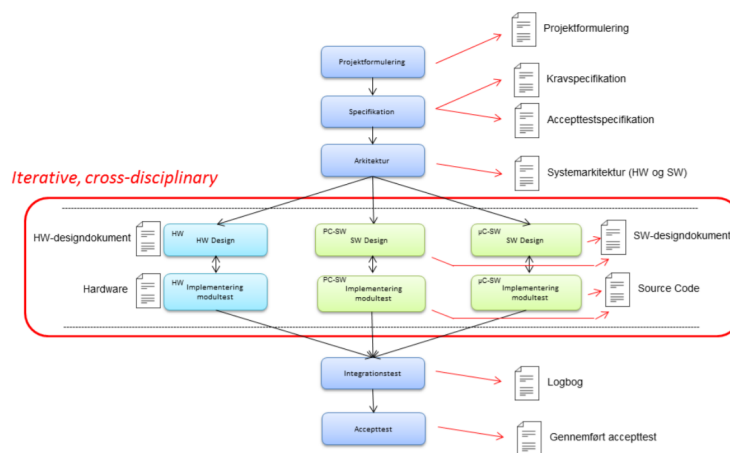 Projektformulering
Projektformulering
Kravspecifikation
Specifikation
Accepttestspecifikation
Arkitektur
Systemarkitektur (HW og SW)
Iterative, cross-disciplinary
HW-designdokument
HW
HW Design
PC-SW
SW Design
µC-SW
SW Design
SW-designdokument
Hardware
HW
Implementering
modultest
PC-SW
Implementering
modultest
µC-SW
Implementering
modultest
Source Code
Integrationstest
Logbog
Accepttest
Gennemført accepttest